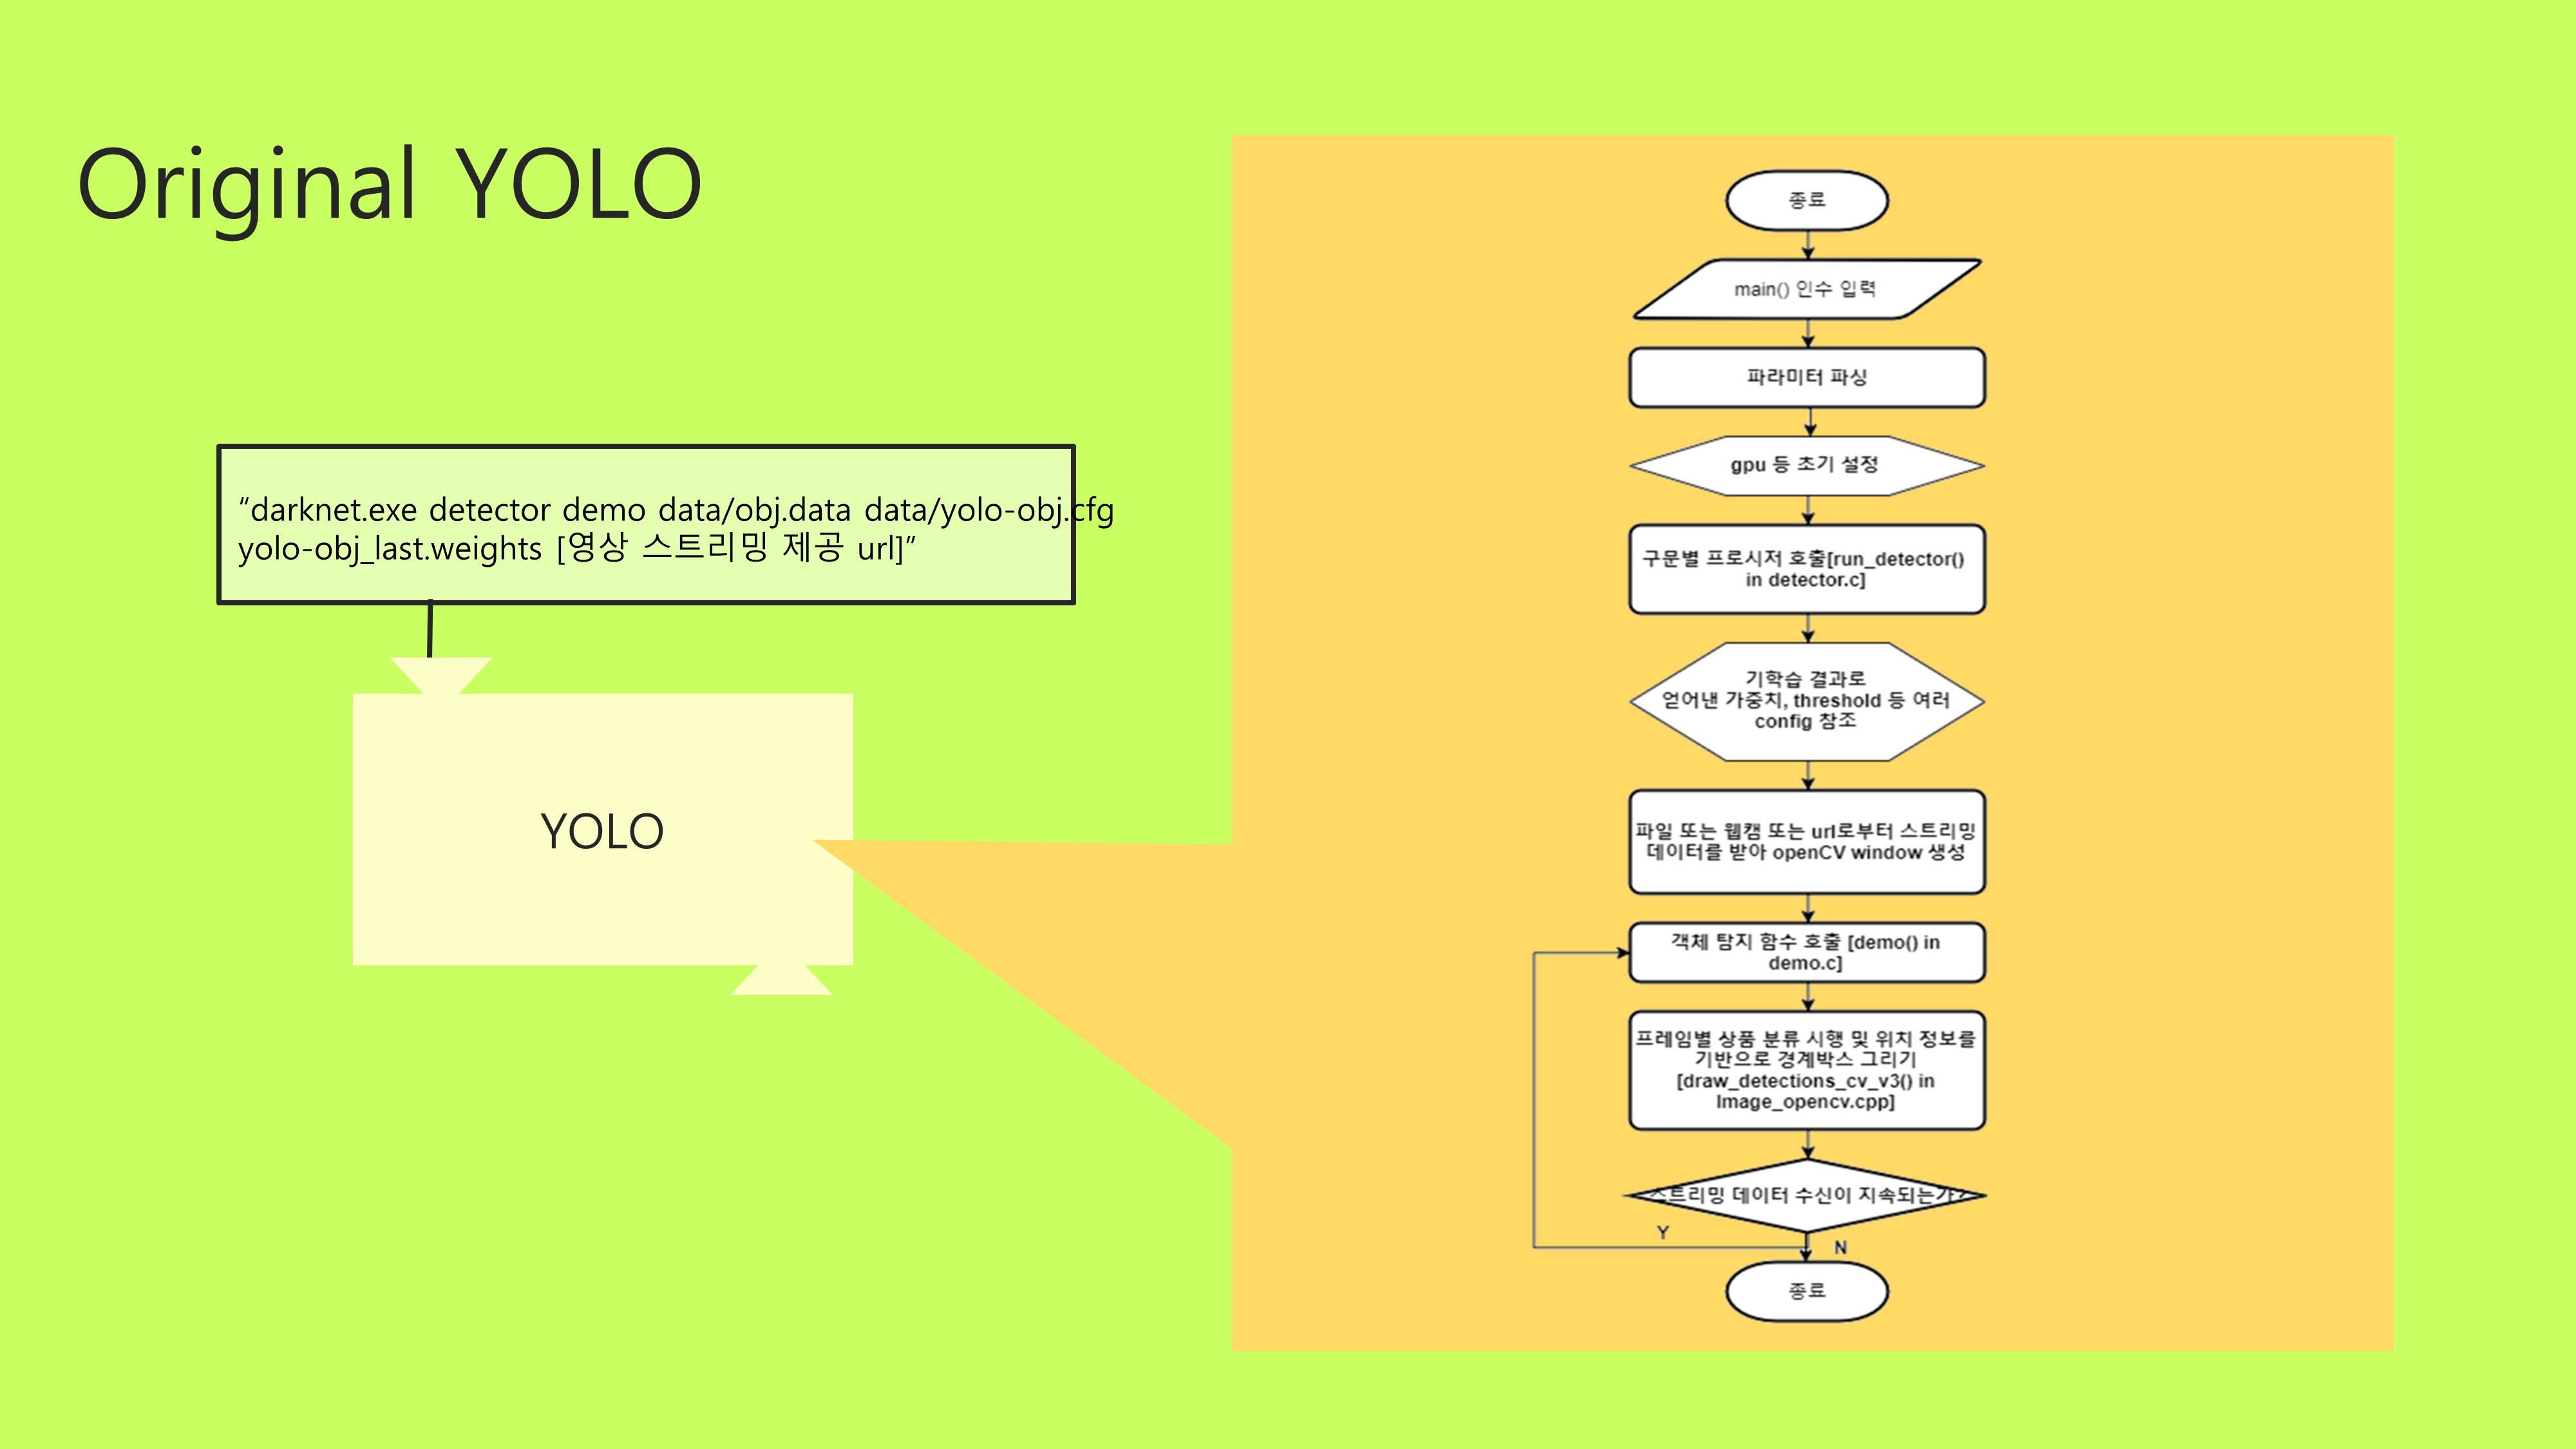 Original YOLO
“darknet.exe detector demo data/obj.data data/yolo-obj.cfg
yolo-obj_last.weights [영상 스트리밍 제공 url]”
YOLO
종료
main() 인수 입력
파라미터 파싱
gpu 등 초기 설정
구문별 프로시저 호출[run_detector()
in detector.c]
기학습 결과로
얻어낸 가중치, threshold 등 여러
config 참조
파일 또는 웹캠 또는 url로부터 스트리밍
데이터를 받아 openCV window 생성
객체 탐지 함수 호출 [demo() in
demo.c]
프레임별 상품 분류 시행 및 위치 정보를
기반으로 경계박스 그리기
[draw_detections_cv_v3() in
Image_opencv.cpp]
스트리밍 데이터 수신이 지속되는가?
Y
N
종료